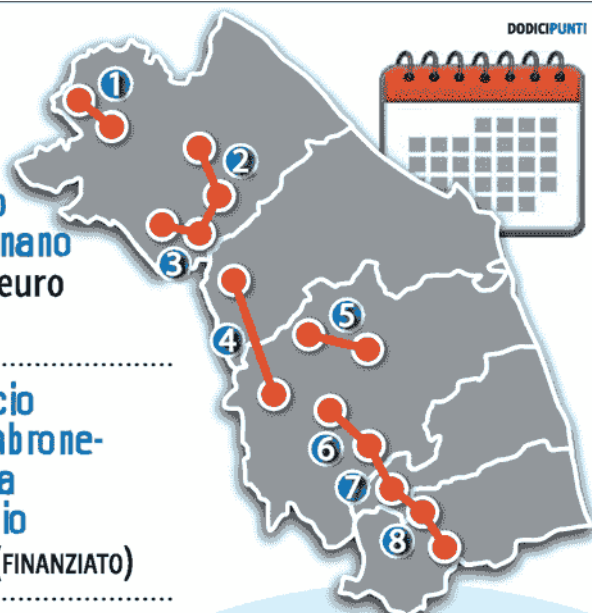 DODICIPUNTI
1
2
nano
3
euro
4
5
cio
abrone-
a
io
6
(FINANZIATO)
7
8